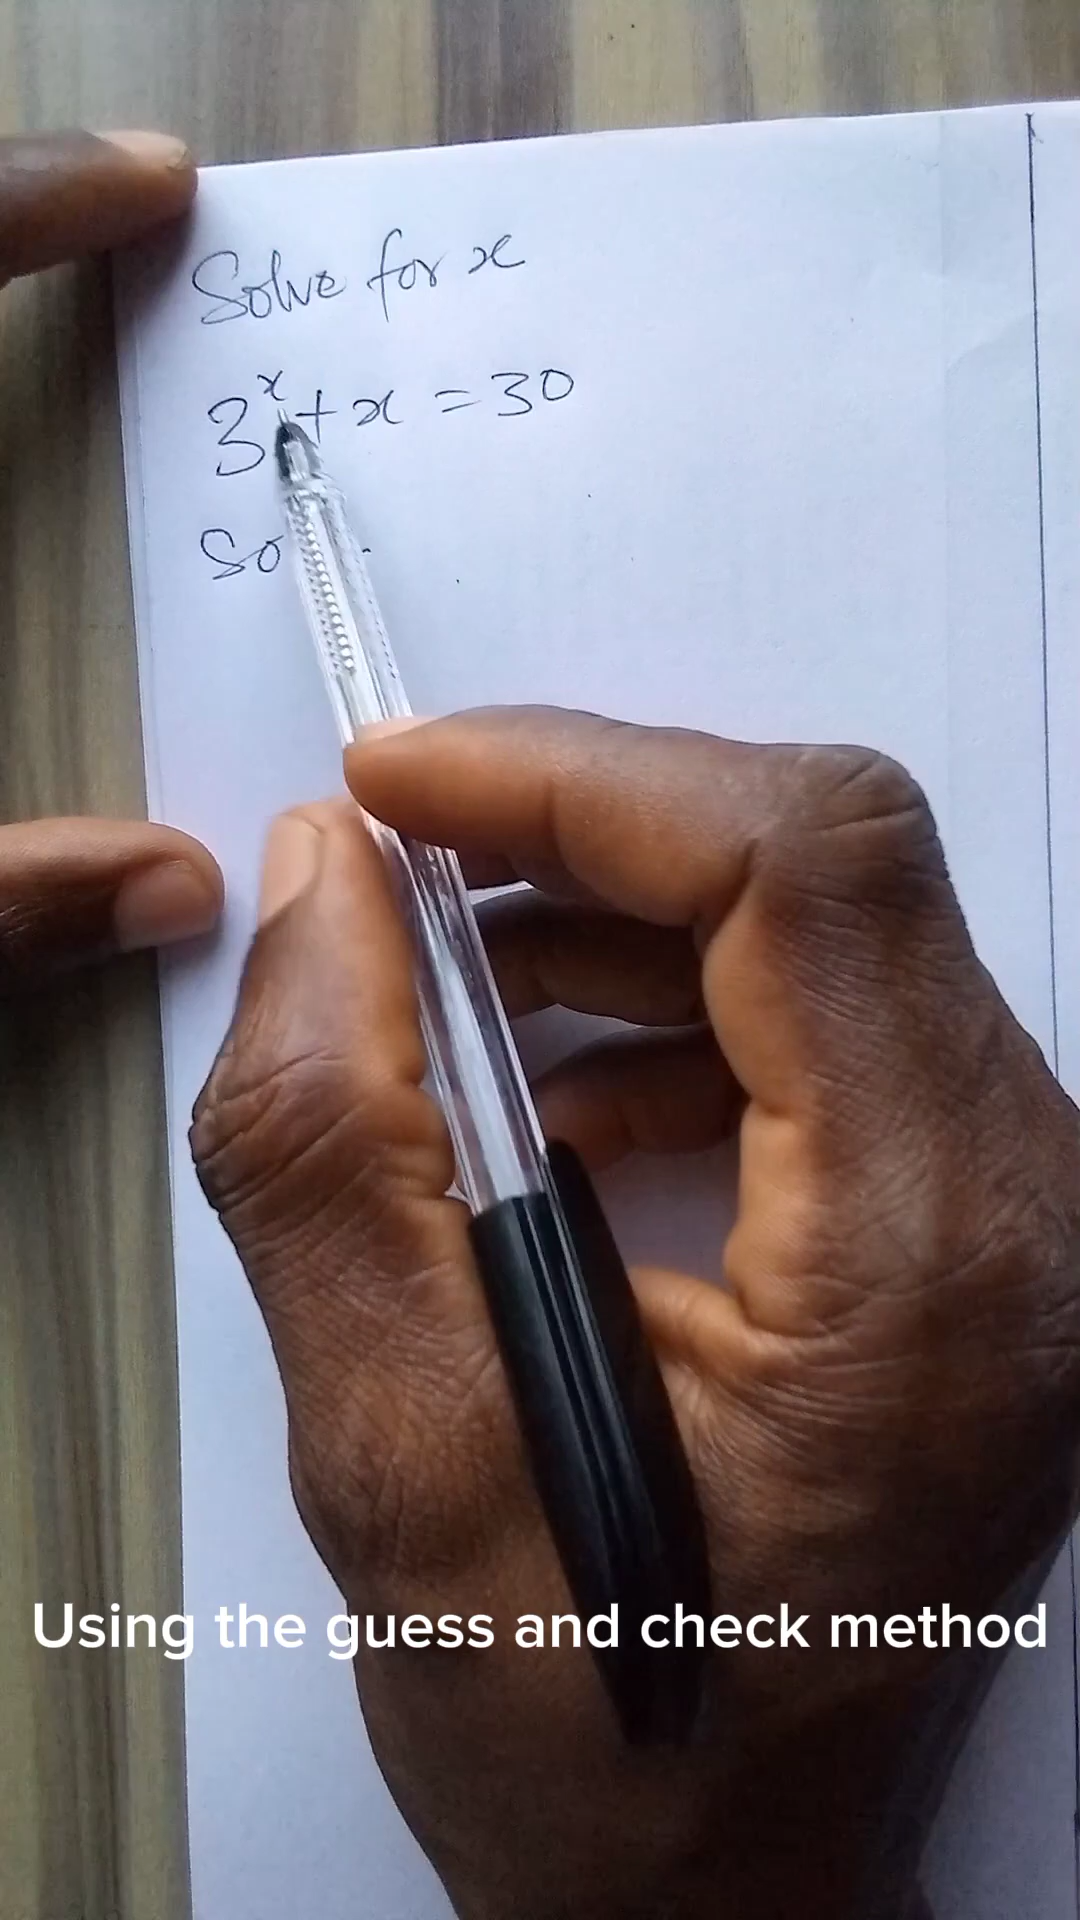 Solve for x
3^x + x = 30
So
Using the guess and check method